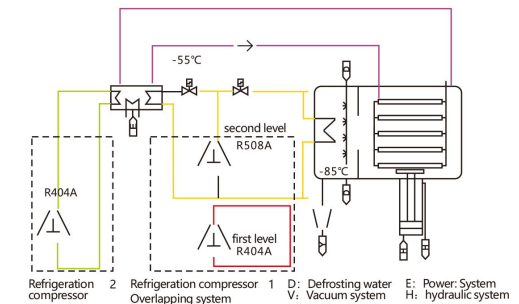 -55℃
second level
R508A
-85℃
R404A
first level
R404A
Refrigeration 2
compressor
Refrigeration compressor 1
Overlapping system
D: Defrosting water E: Power: System
V: Vacuum system H: hydraulic system